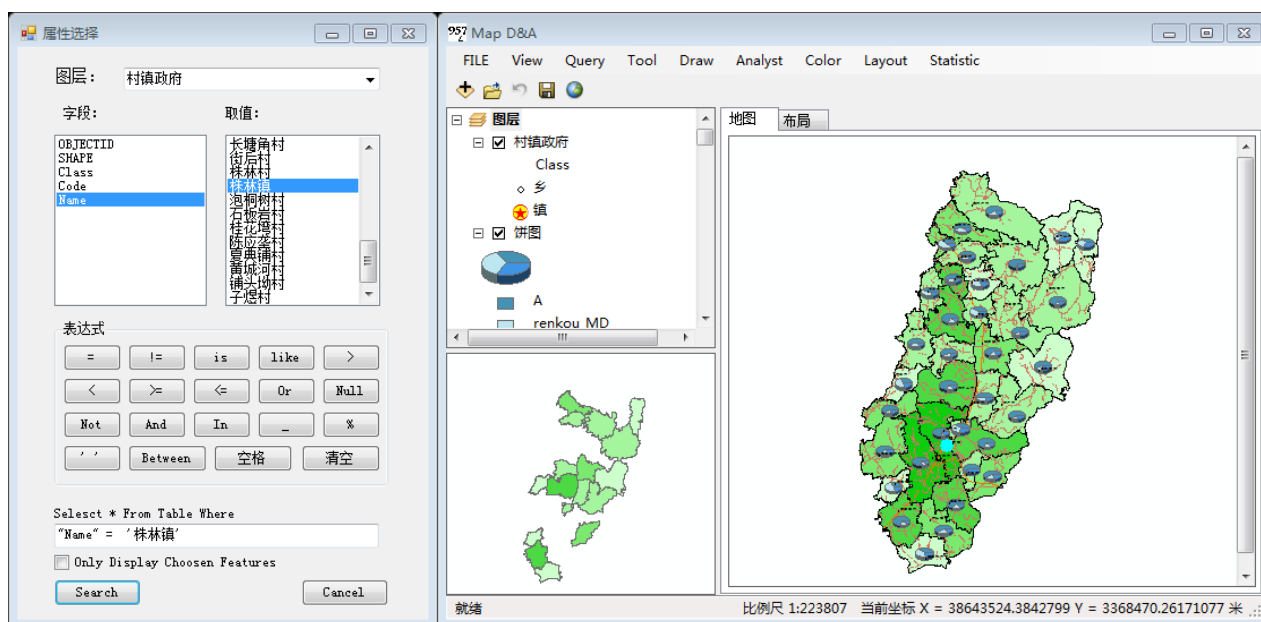 属性选择
图层：
村镇政府
字段：
取值：
OBJECTID
SHAPE
Class
Code
Name
长塘角村
街后村
株林村
株林镇
泡桐树村
石板岩村
桂花塆村
陈应垄村
夏典铺村
黄城河村
铺头坳村
子煜村
表达式
= != is like >
< >= <= Or Null
Not And In _ %
' ' Between 空格 清空
Selesct * From Table Where
"Name" = '株林镇'
Only Display Choosen Features
Search Cancel
Map D&A
FILE View Query Tool Draw Analyst Color Layout Statistic
图层
村镇政府
Class
乡
镇
饼图
A
renkou_MD
地图 布局
就绪
比例尺 1:223807 当前坐标 X = 38643524.3842799 Y = 3368470.26171077 米